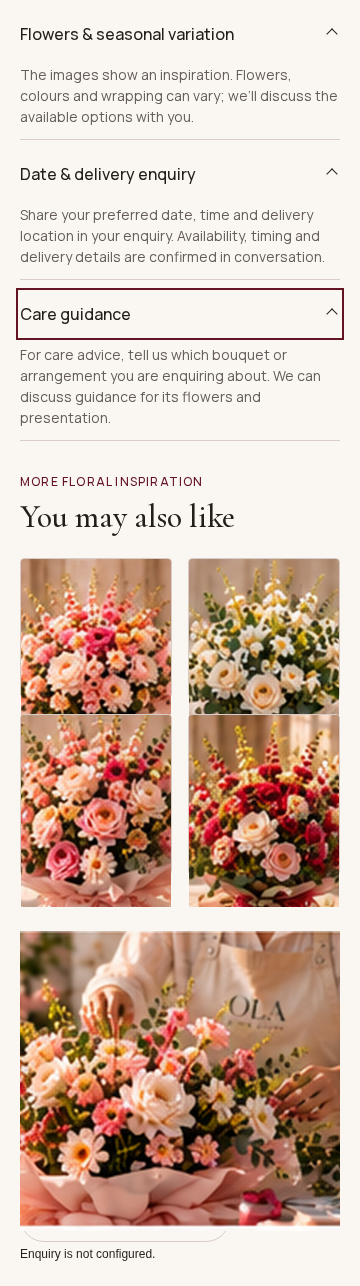 Flowers & seasonal variation
The images show an inspiration. Flowers,
colours and wrapping can vary; we'll discuss the
available options with you.
Date & delivery enquiry
Share your preferred date, time and delivery
location in your enquiry. Availability, timing and
delivery details are confirmed in conversation.
Care guidance
For care advice, tell us which bouquet or
arrangement you are enquiring about. We can
discuss guidance for its flowers and
presentation.
MORE FLORAL INSPIRATION
You may also like
OLA
Enquiry is not configured.